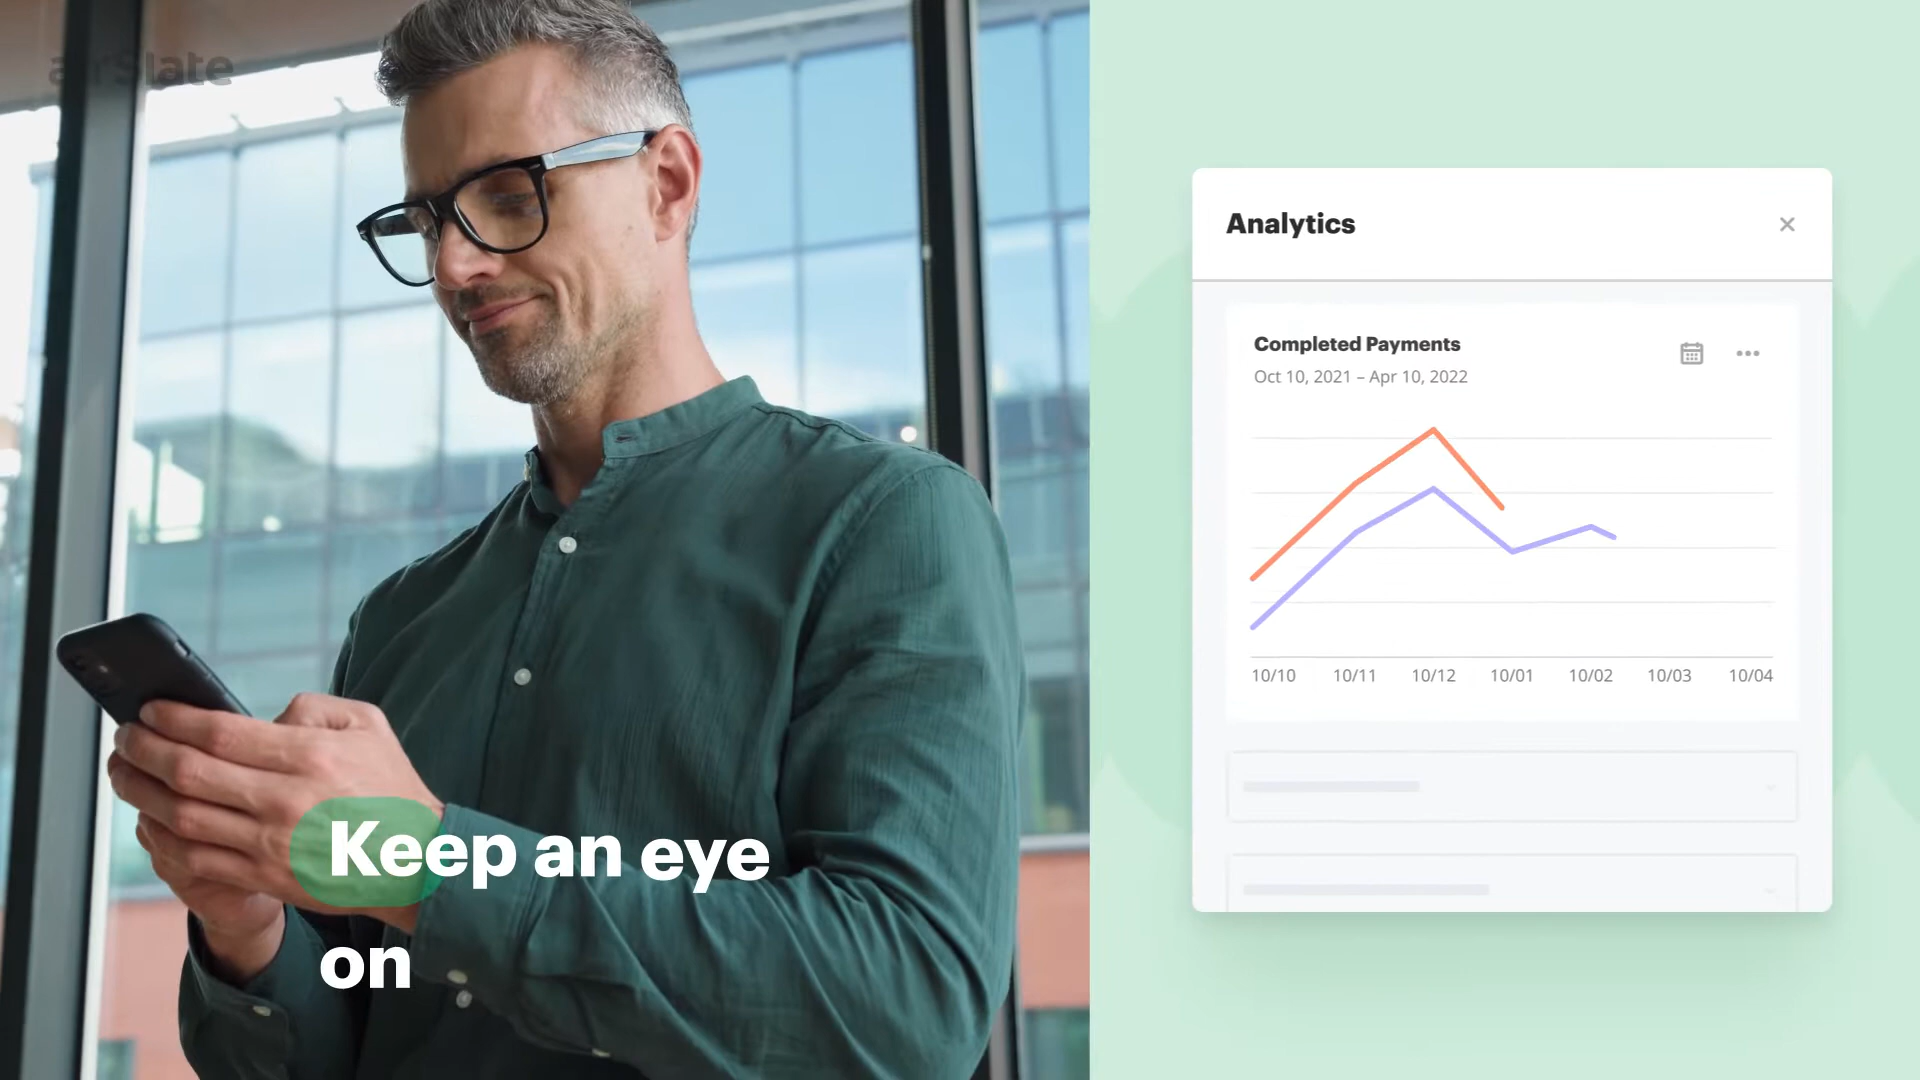 airSlate
Keep an eye
on
Analytics
Completed Payments
Oct 10, 2021 – Apr 10, 2022
10/10 10/11 10/12 10/01 10/02 10/03 10/04